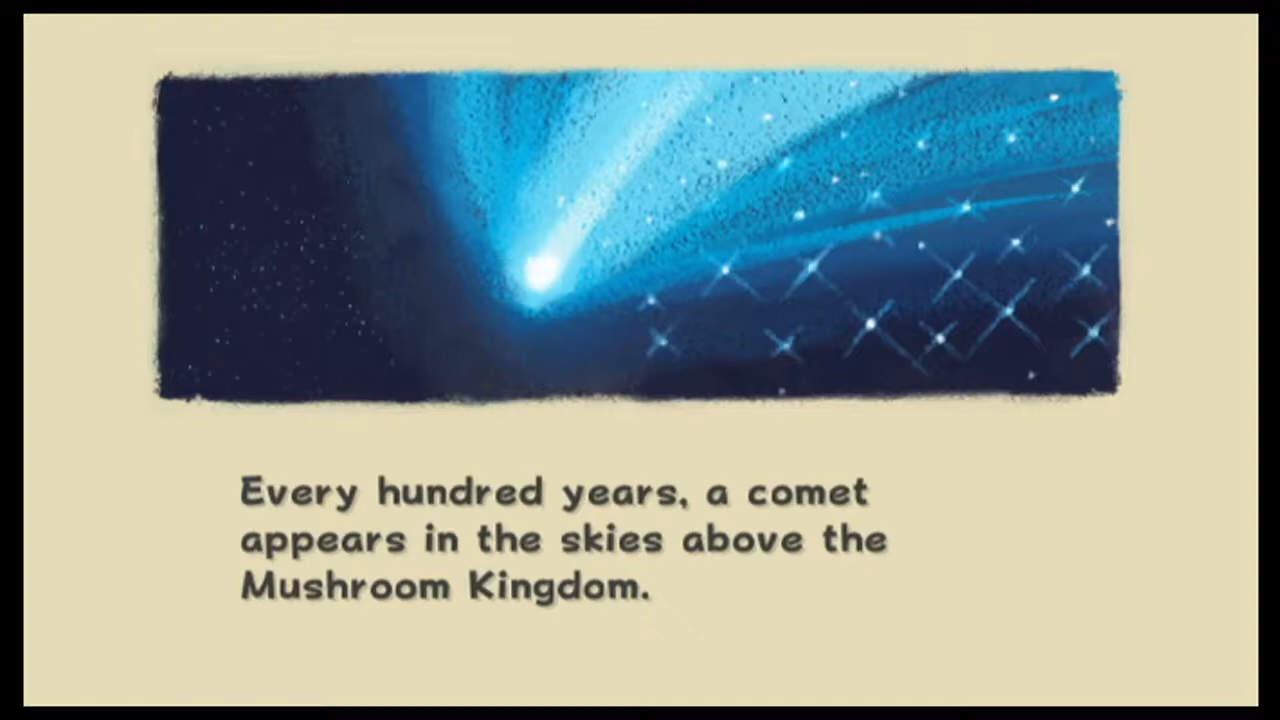 Every hundred years, a comet
appears in the skies above the
Mushroom Kingdom.